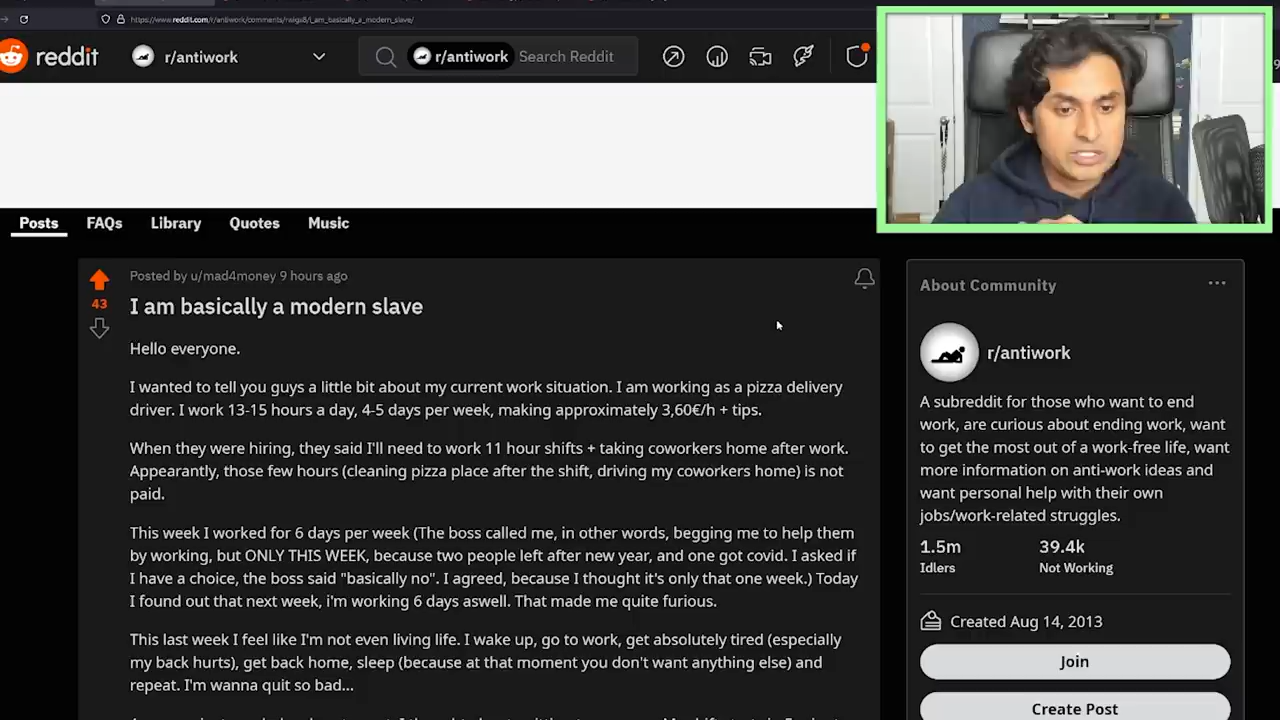 https://www.reddit.com/r/antiwork/comments/rwlga8/i_am_basically_a_modern_slave/
reddit
r/antiwork
r/antiwork Search Reddit
Posts FAQs Library Quotes Music
Posted by u/mad4money 9 hours ago
43
I am basically a modern slave
Hello everyone.
I wanted to tell you guys a little bit about my current work situation. I am working as a pizza delivery
driver. I work 13-15 hours a day, 4-5 days per week, making approximately 3,60€/h + tips.
When they were hiring, they said I'll need to work 11 hour shifts + taking coworkers home after work.
Appearantly, those few hours (cleaning pizza place after the shift, driving my coworkers home) is not
paid.
This week I worked for 6 days per week (The boss called me, in other words, begging me to help them
by working, but ONLY THIS WEEK, because two people left after new year, and one got covid. I asked if
I have a choice, the boss said "basically no". I agreed, because I thought it's only that one week.) Today
I found out that next week, i'm working 6 days aswell. That made me quite furious.
This last week I feel like I'm not even living life. I wake up, go to work, get absolutely tired (especially
my back hurts), get back home, sleep (because at that moment you don't want anything else) and
repeat. I'm wanna quit so bad...
About Community
r/antiwork
A subreddit for those who want to end
work, are curious about ending work, want
to get the most out of a work-free life, want
more information on anti-work ideas and
want personal help with their own
jobs/work-related struggles.
1.5m 39.4k
Idlers Not Working
Created Aug 14, 2013
Join
Create Post